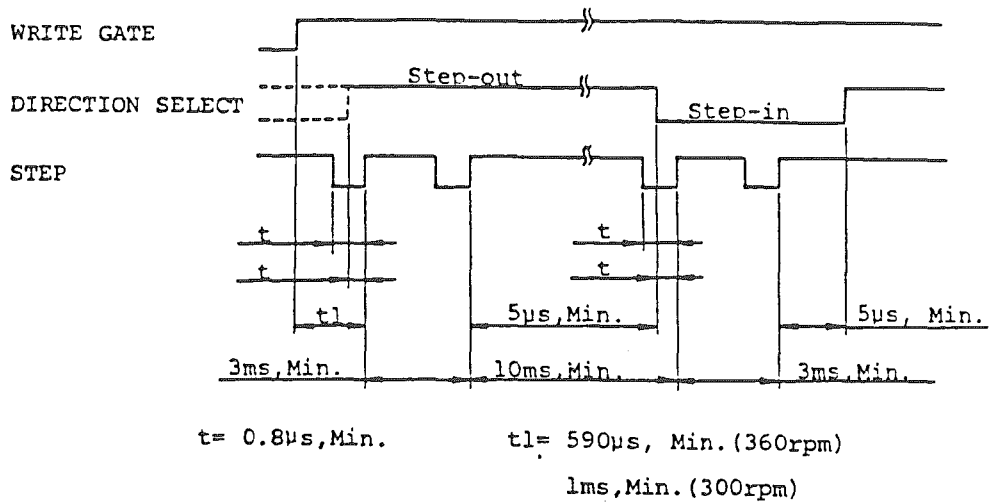 WRITE GATE
Step-out
DIRECTION SELECT
Step-in
STEP
t
t
t
t
tl
5µs,Min.
5µs, Min.
3ms,Min.
10ms,Min.
3ms,Min.
t= 0.8µs,Min.
tl= 590µs, Min.(360rpm)
1ms,Min.(300rpm)